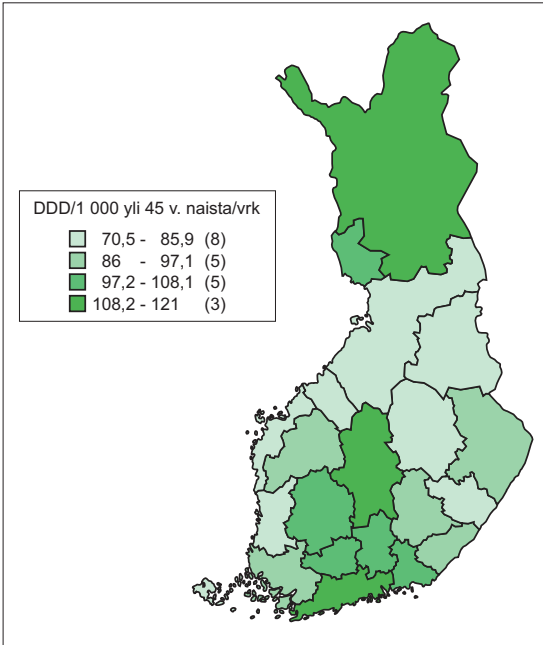 DDD/1 000 yli 45 v. naista/vrk
70,5 - 85,9 (8)
86 - 97,1 (5)
97,2 - 108,1 (5)
108,2 - 121 (3)